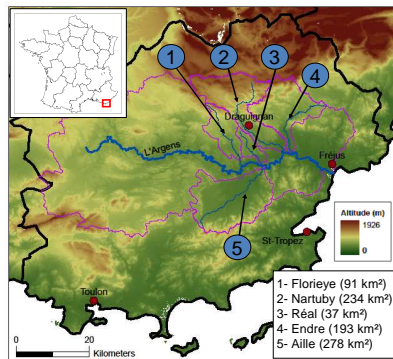 1
2
3
4
Draguignan
L'Argens
Fréjus
Altitude (m)
1926
0
St-Tropez
5
Toulon
0
20
Kilometers
1- Florieye (91 km²)
2- Nartuby (234 km²)
3- Réal (37 km²)
4- Endre (193 km²)
5- Aille (278 km²)